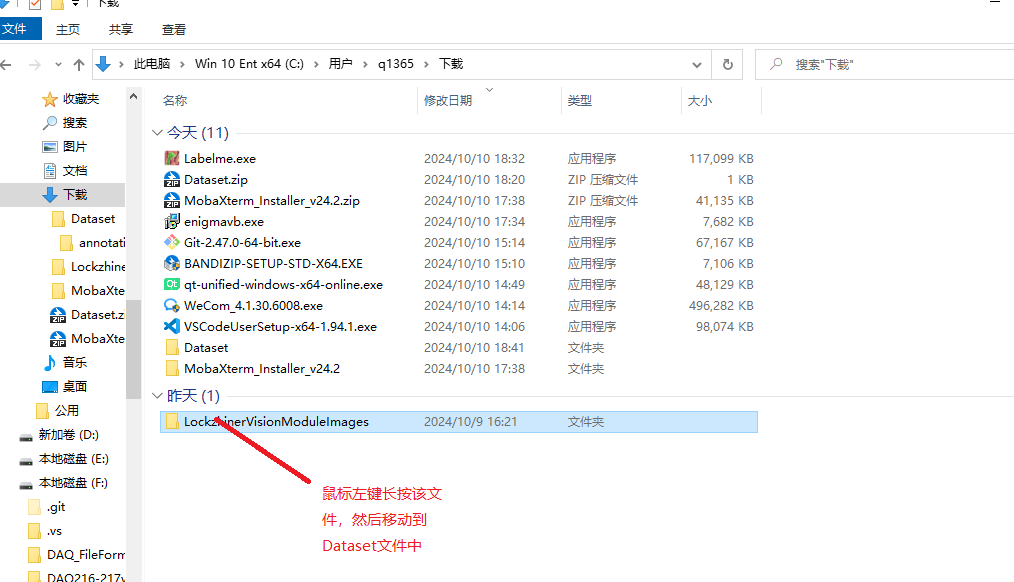 下载
文件 主页 共享 查看
此电脑 Win 10 Ent x64 (C:) 用户 q1365 下载 搜索"下载"
名称 修改日期 类型 大小
收藏夹
搜索
图片
文档
下载
Dataset
annotati
Lockzhine
MobaXte
Dataset.z
MobaXte
音乐
桌面
公用
新加卷 (D:)
本地磁盘 (E:)
本地磁盘 (F:)
.git
.vs
DAQ_FileForm
DAQ216-217v
今天 (11)
Labelme.exe 2024/10/10 18:32 应用程序 117,099 KB
Dataset.zip 2024/10/10 18:20 ZIP 压缩文件 1 KB
MobaXterm_Installer_v24.2.zip 2024/10/10 17:38 ZIP 压缩文件 41,135 KB
enigmavb.exe 2024/10/10 17:34 应用程序 7,682 KB
Git-2.47.0-64-bit.exe 2024/10/10 15:14 应用程序 67,167 KB
BANDIZIP-SETUP-STD-X64.EXE 2024/10/10 15:10 应用程序 7,106 KB
qt-unified-windows-x64-online.exe 2024/10/10 14:49 应用程序 48,129 KB
WeCom_4.1.30.6008.exe 2024/10/10 14:14 应用程序 496,282 KB
VSCodeUserSetup-x64-1.94.1.exe 2024/10/10 14:06 应用程序 98,074 KB
Dataset 2024/10/10 18:41 文件夹
MobaXterm_Installer_v24.2 2024/10/10 17:38 文件夹
昨天 (1)
LockzhinerVisionModuleImages 2024/10/9 16:21 文件夹
鼠标左键长按该文
件，然后移动到
Dataset文件中